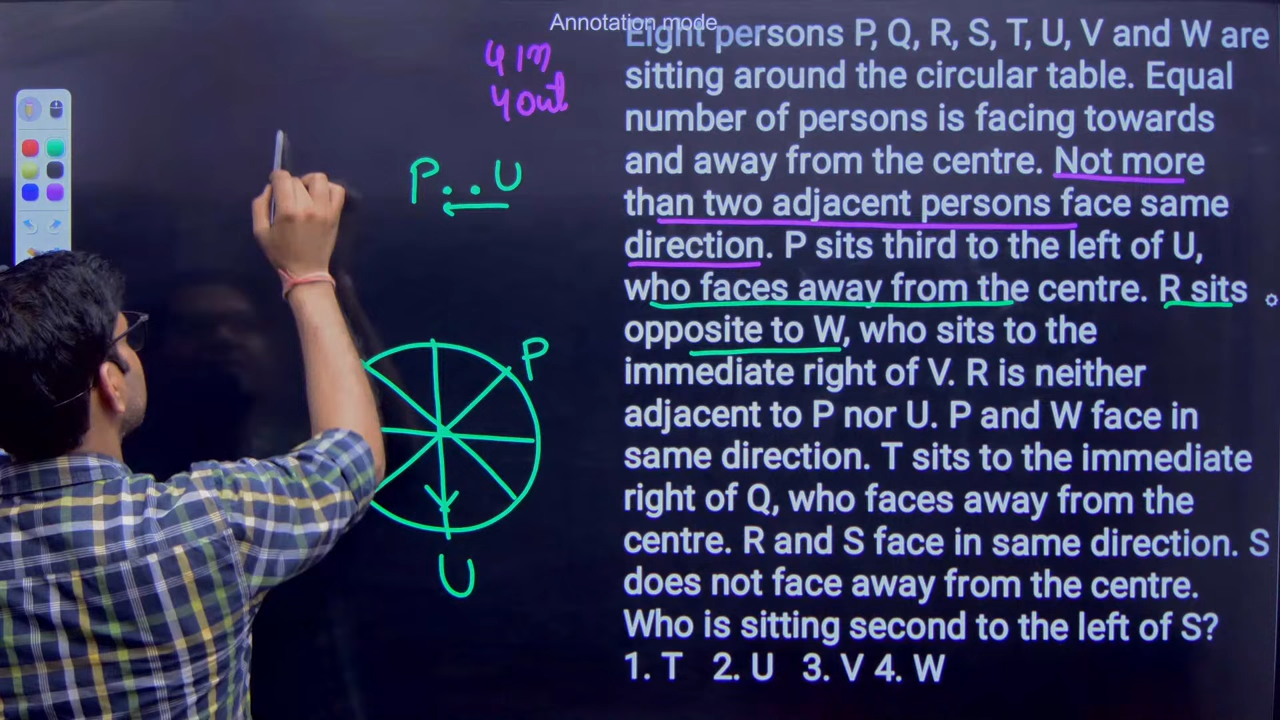 Annotation mode
Eight persons P, Q, R, S, T, U, V and W are
sitting around the circular table. Equal
number of persons is facing towards
and away from the centre. Not more
than two adjacent persons face same
direction. P sits third to the left of U,
who faces away from the centre. R sits
opposite to W, who sits to the
immediate right of V. R is neither
adjacent to P nor U. P and W face in
same direction. T sits to the immediate
right of Q, who faces away from the
centre. R and S face in same direction. S
does not face away from the centre.
Who is sitting second to the left of S?
1. T 2. U 3. V 4. W
4 in
4 out
P . . U
P
U